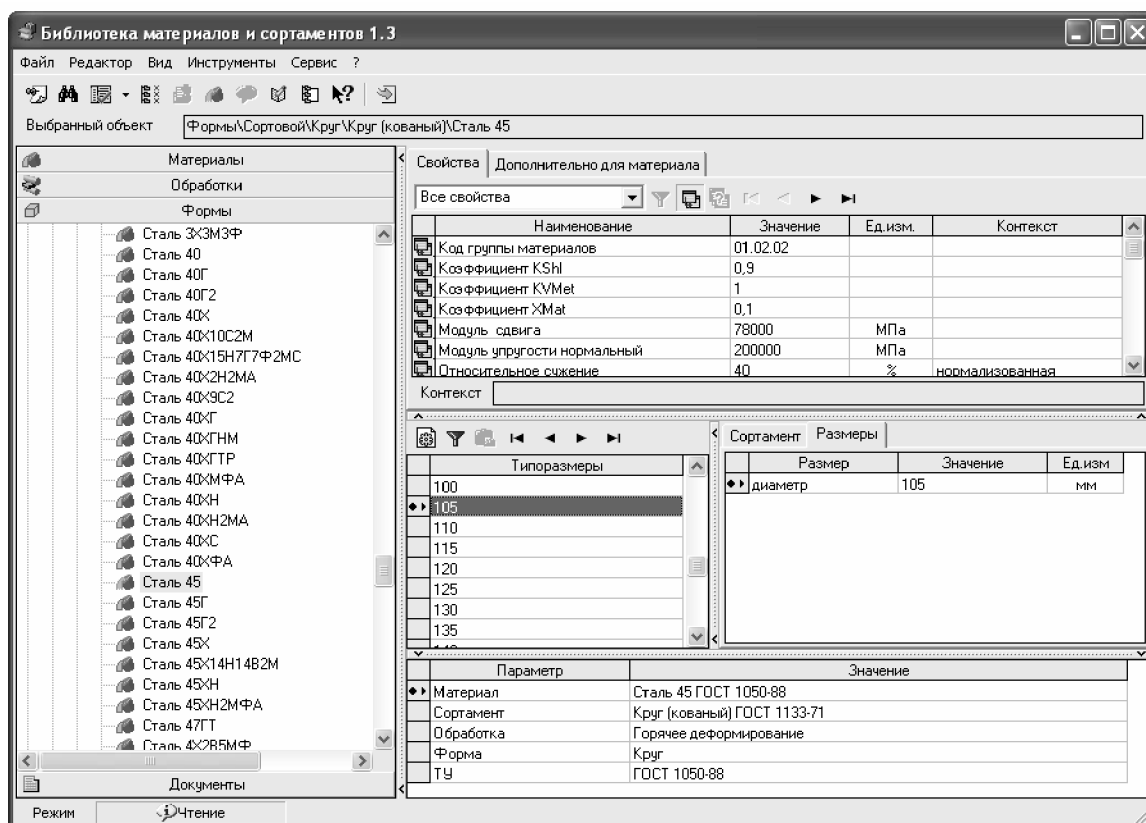 Библиотека материалов и сортаментов 1.3
Файл Редактор Вид Инструменты Сервис ?
Выбранный объект Формы\Сортовой\Круг\Круг (кованый)\Сталь 45
Материалы
Обработки
Формы
Сталь 3Х3М3Ф
Сталь 40
Сталь 40Г
Сталь 40Г2
Сталь 40Х
Сталь 40Х10С2М
Сталь 40Х15Н7Г7Ф2МС
Сталь 40Х2Н2МА
Сталь 40Х9С2
Сталь 40ХГ
Сталь 40ХГНМ
Сталь 40ХГТР
Сталь 40ХМФА
Сталь 40ХН
Сталь 40ХН2МА
Сталь 40ХС
Сталь 40ХФА
Сталь 45
Сталь 45Г
Сталь 45Г2
Сталь 45Х
Сталь 45Х14Н14В2М
Сталь 45ХН
Сталь 45ХН2МФА
Сталь 47ГТ
Сталь 4Х2В5МФ
Документы
Свойства Дополнительно для материала
Все свойства
Наименование Значение Ед.изм. Контекст
Код группы материалов 01.02.02
Коэффициент KShl 0,9
Коэффициент KVMet 1
Коэффициент XMat 0,1
Модуль сдвига 78000 МПа
Модуль упругости нормальный 200000 МПа
Относительное сужение 40 % нормализованная
Контекст
Типоразмеры
100
105
110
115
120
125
130
135
140
Сортамент Размеры
Размер Значение Ед.изм
диаметр 105 мм
Параметр Значение
Материал Сталь 45 ГОСТ 1050-88
Сортамент Круг (кованый) ГОСТ 1133-71
Обработка Горячее деформирование
Форма Круг
ТУ ГОСТ 1050-88
Режим Чтение